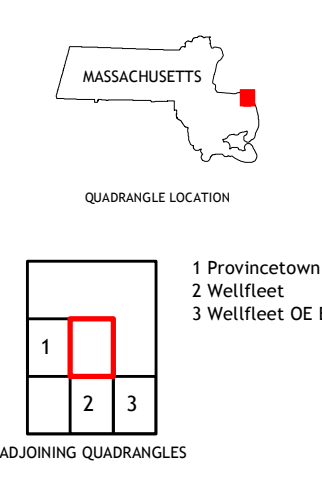 MASSACHUSETTS
QUADRANGLE LOCATION
1 Provincetown
2 Wellfleet
3 Wellfleet OE
1
2 3
ADJOINING QUADRANGLES